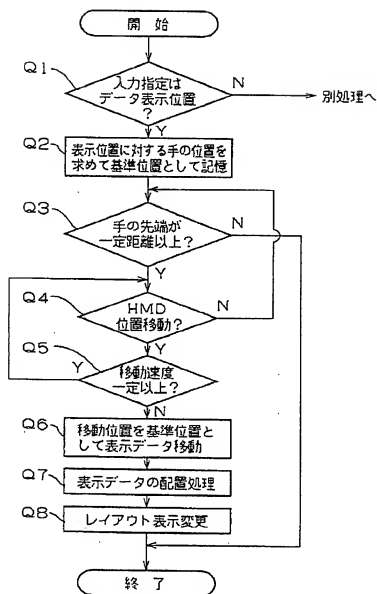 開始
Q1
入力指定は
データ表示位置
?
N
別処理へ
Y
Q2
表示位置に対する手の位置を
求めて基準位置として記憶
Q3
手の先端が
一定距離以上?
N
Y
Q4
HMD
位置移動?
N
Y
Q5
Y
移動速度
一定以上?
N
Q6
移動位置を基準位置と
して表示データ移動
Q7
表示データの配置処理
Q8
レイアウト表示変更
終了